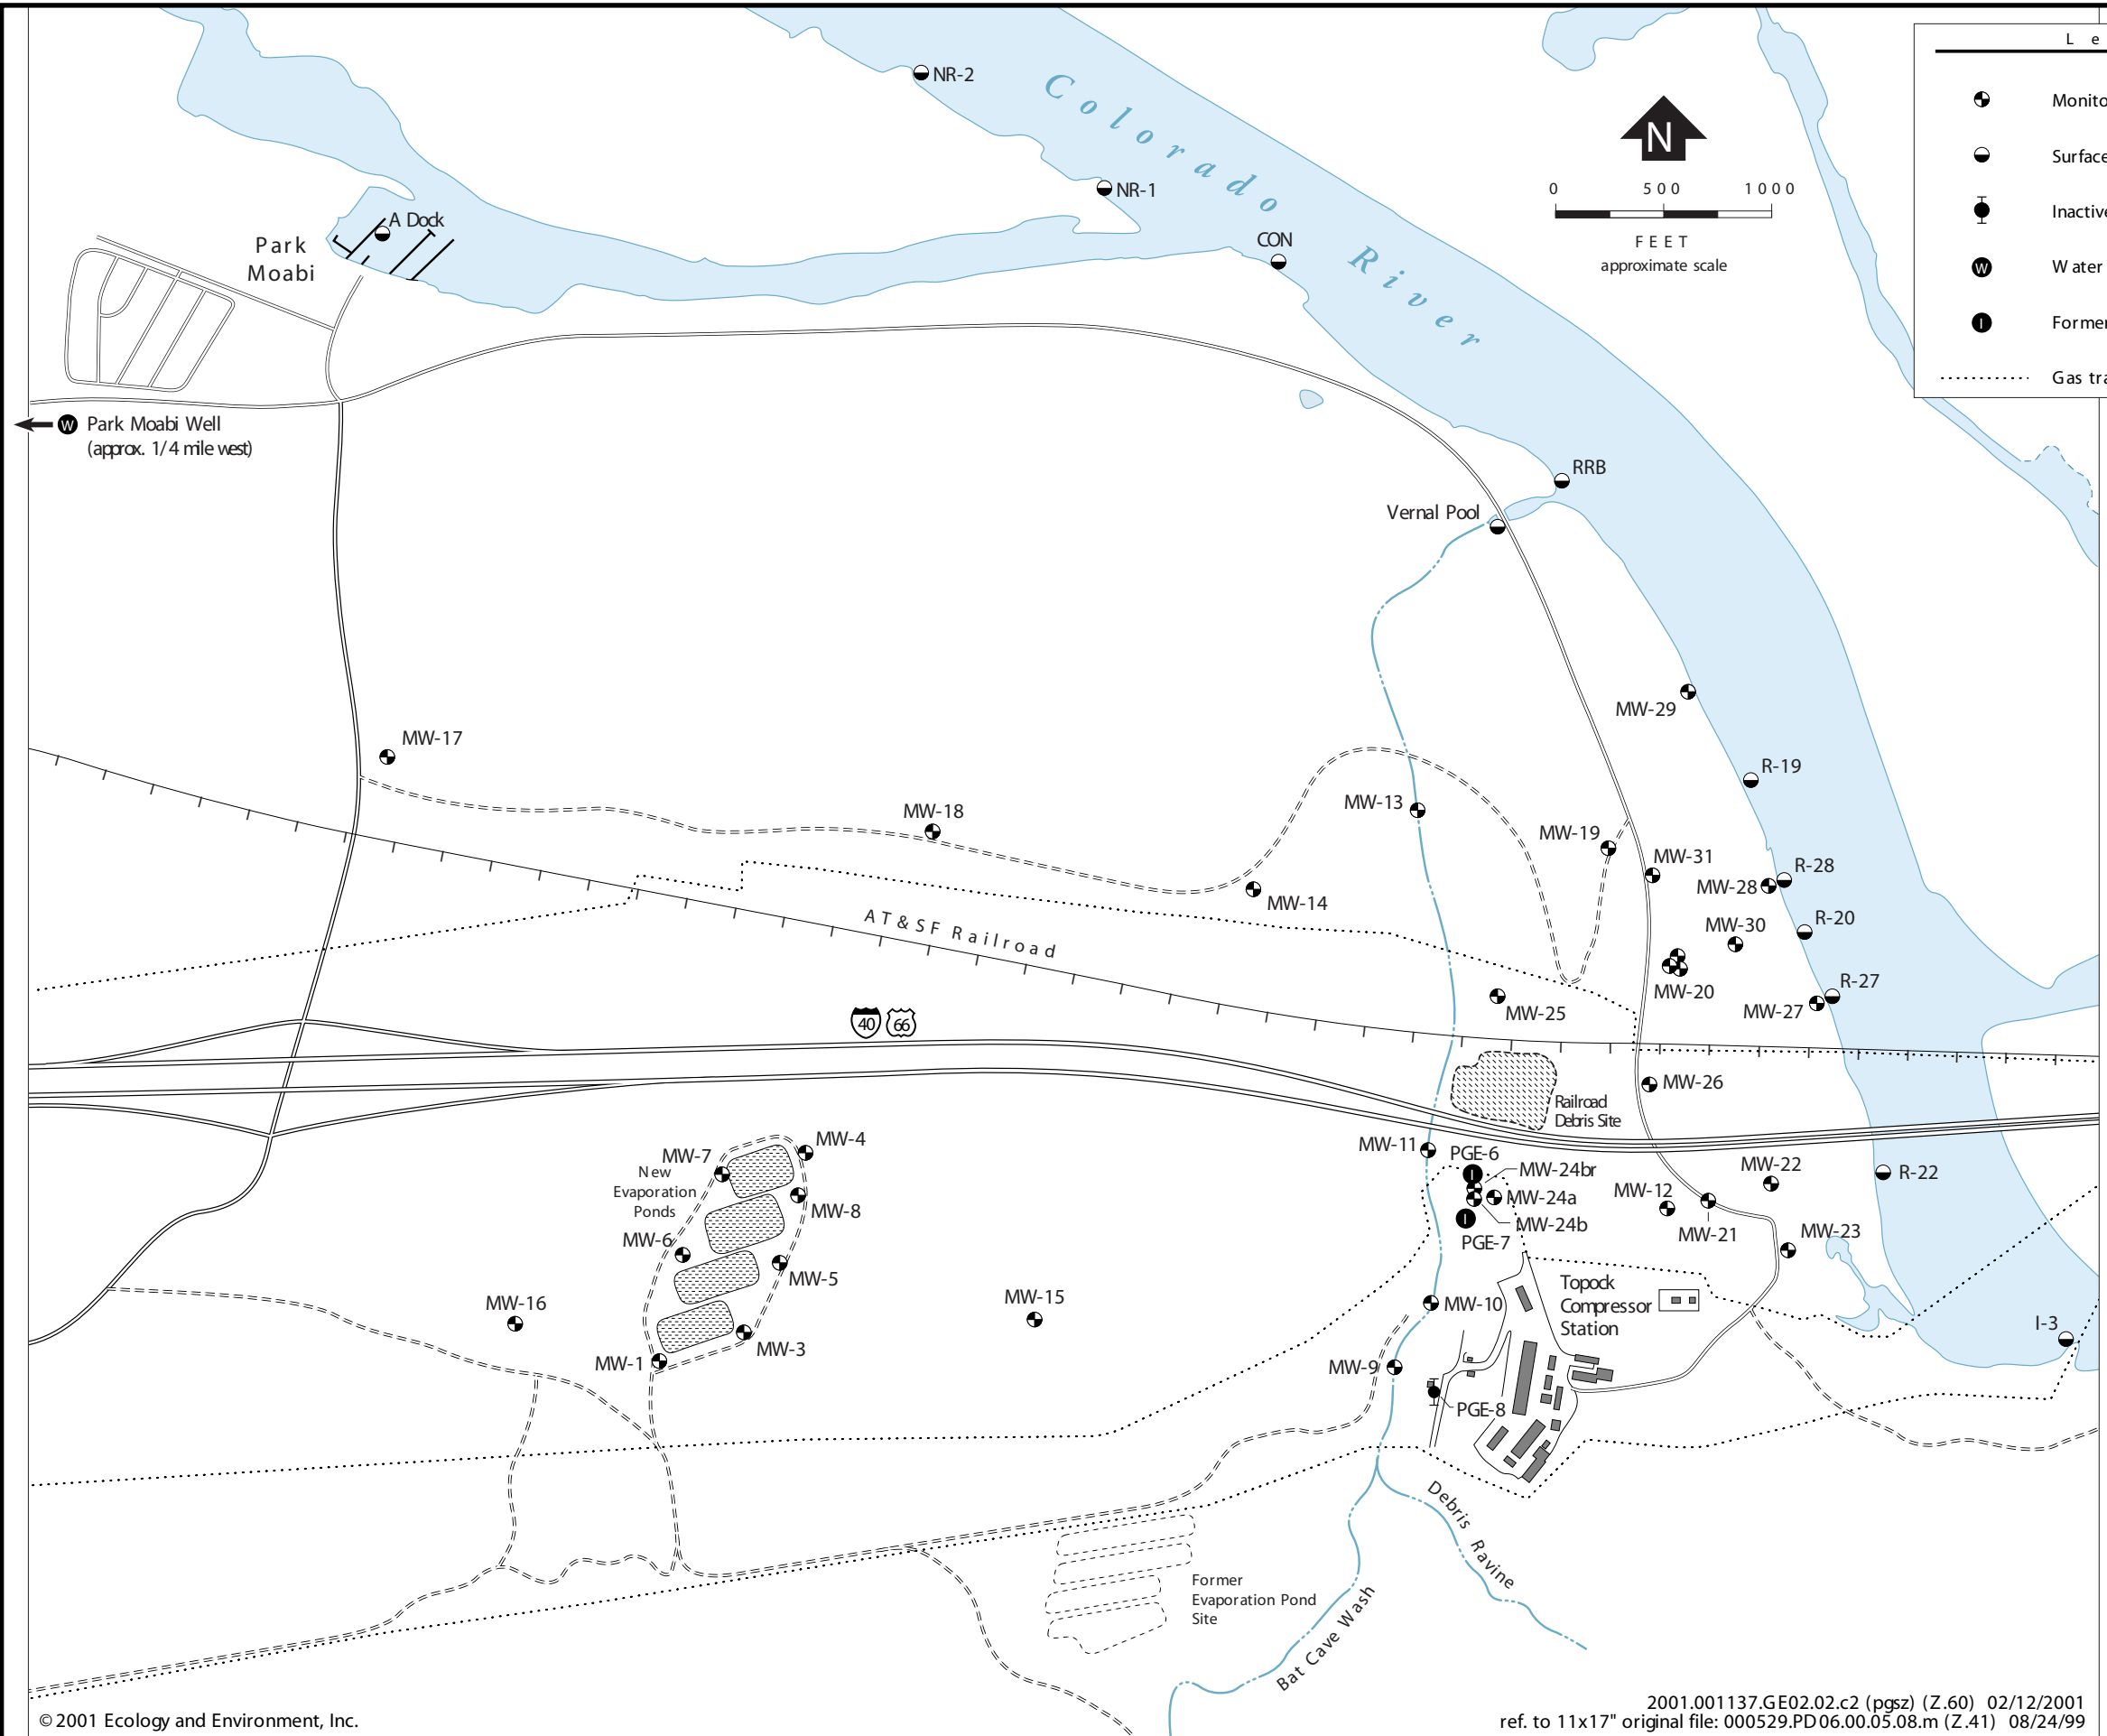 L e
Monito
Surface
Inactive
W
W ater
I
Former
Gas tra
N
0 500 1000
FEET
approximate scale
NR-2
NR-1
CON
Colorado River
A Dock
Park
Moabi
W
Park Moabi Well
(approx. 1/4 mile west)
RRB
Vernal Pool
MW-29
MW-17
R-19
MW-18
MW-13
MW-19
MW-31
R-28
MW-28
MW-14
R-20
MW-30
AT&SF Railroad
MW-20
R-27
MW-27
MW-25
40 66
MW-26
Railroad
Debris Site
MW-4
MW-7
New
Evaporation
Ponds
MW-8
MW-6
MW-5
MW-11
PGE-6
I
MW-24br
MW-24a
MW-24b
I
PGE-7
MW-12
MW-22
R-22
MW-21
MW-23
MW-16
MW-15
MW-10
Topock
Compressor
Station
I-3
MW-3
MW-1
MW-9
PGE-8
Debris Ravine
Former
Evaporation Pond
Site
Bat Cave Wash
© 2001 Ecology and Environment, Inc.
2001.001137.GE02.02.c2 (pgsz) (Z.60) 02/12/2001
ref. to 11x17" original file: 000529.PD06.00.05.08.m (Z.41) 08/24/99